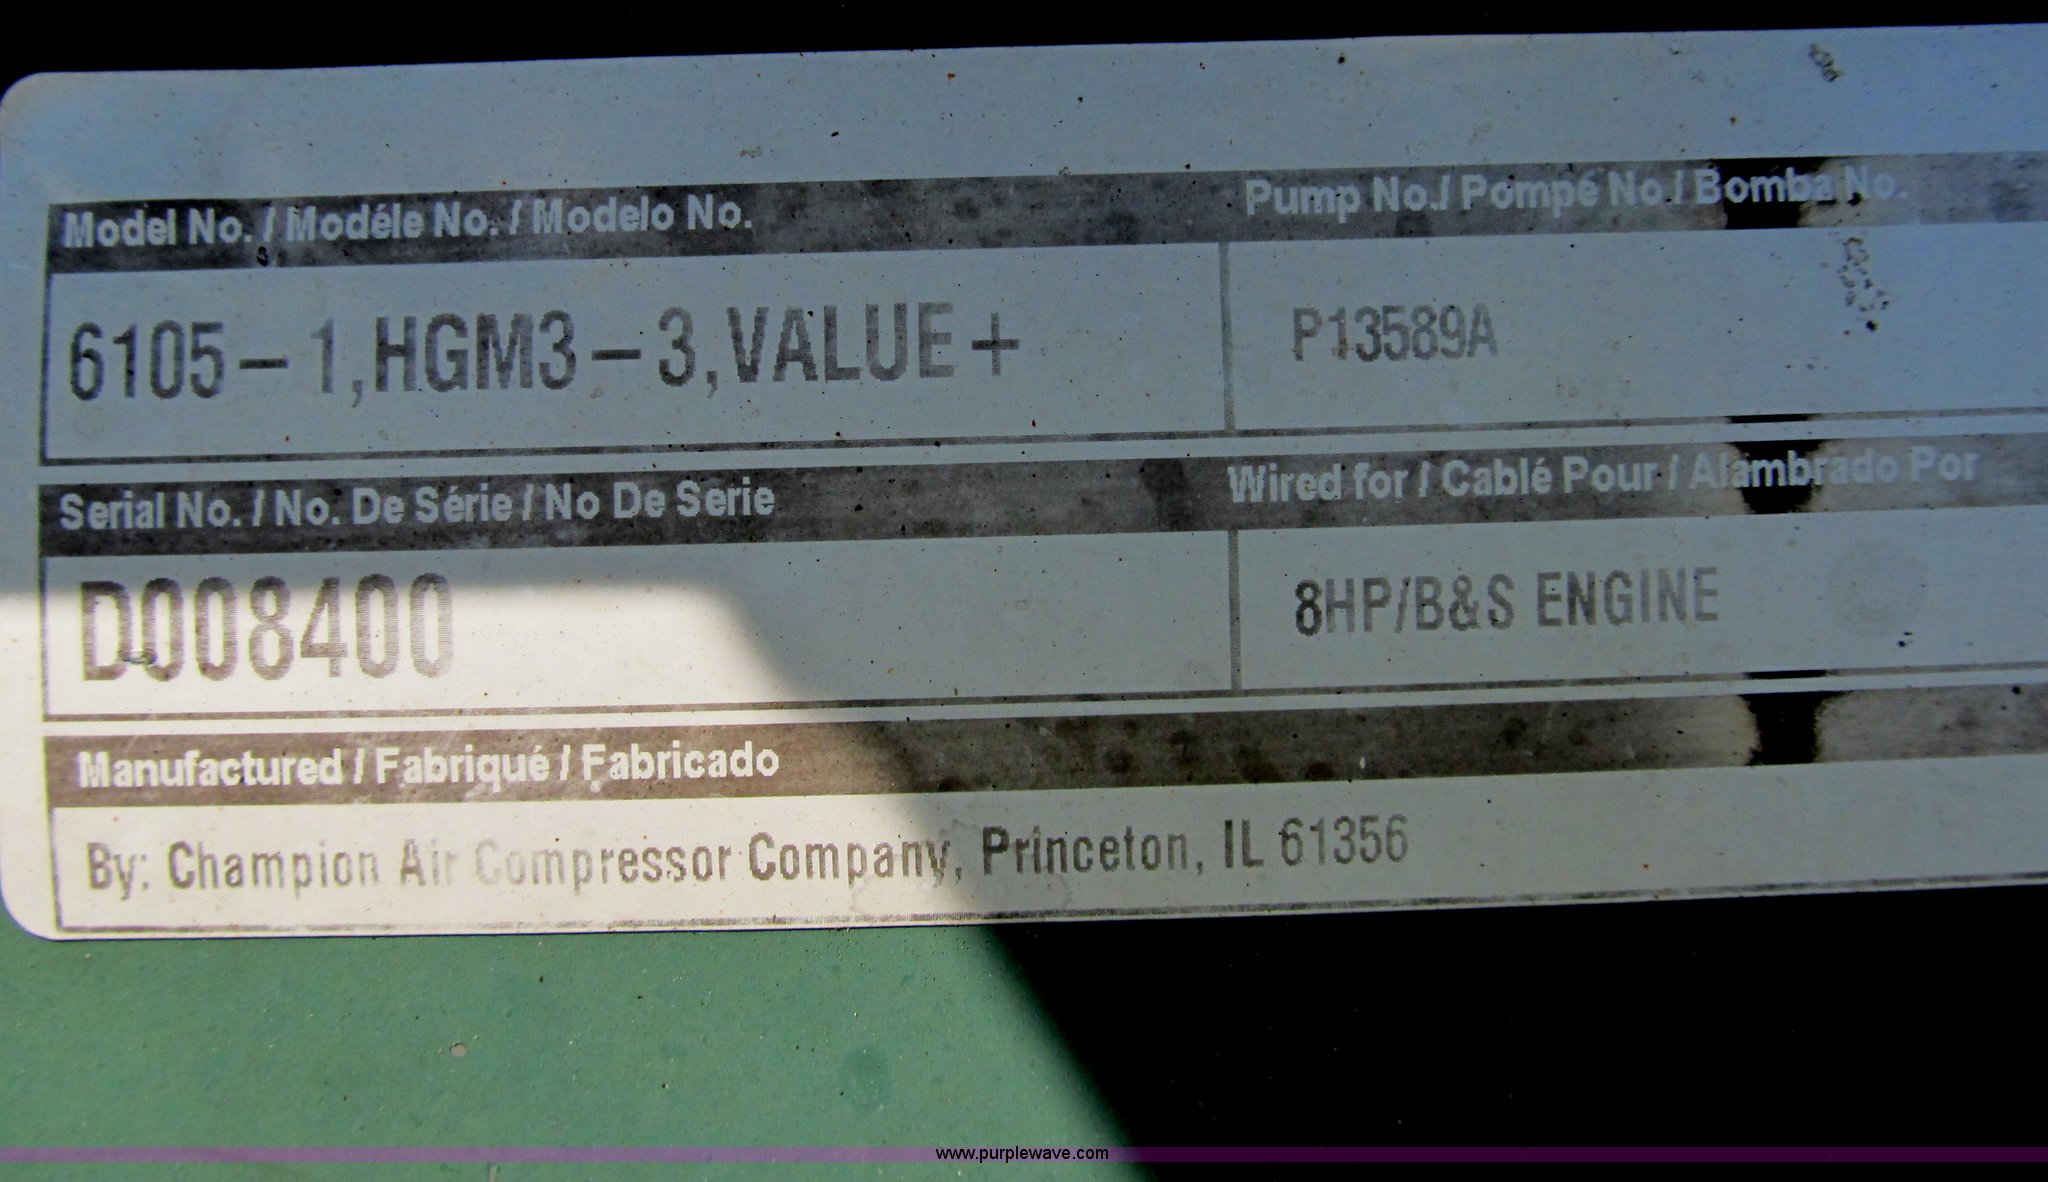 Model No. / Modéle No. / Modelo No.
Pump No./ Pompé No./ Bomba No.
6105-1,HGM3-3,VALUE+
P13589A
Serial No. / No. De Série / No De Serie
Wired for / Cablé Pour / Alambrado Por
D008400
8HP/B&S ENGINE
Manufactured / Fabriqué / Fabricado
By: Champion Air Compressor Company, Princeton, IL 61356
www.purplewave.com